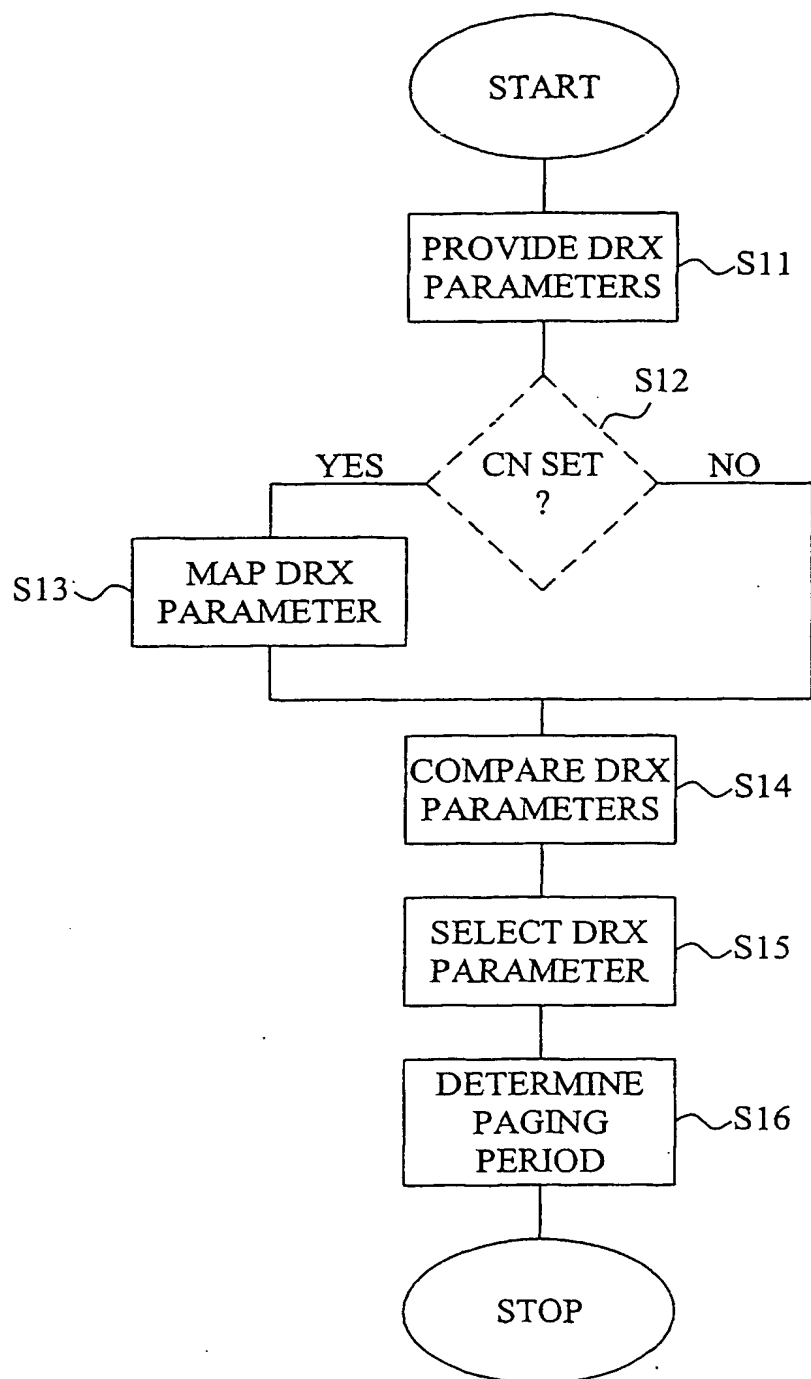 START
PROVIDE DRX
PARAMETERS
S11
S12
YES
CN SET
?
NO
S13
MAP DRX
PARAMETER
COMPARE DRX
PARAMETERS
S14
SELECT DRX
PARAMETER
S15
DETERMINE
PAGING
PERIOD
S16
STOP